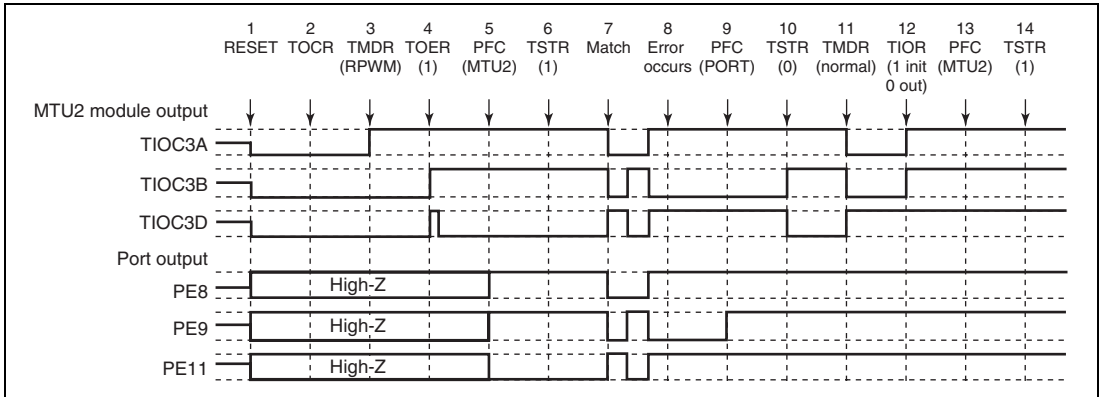 1 2 3 4 5 6 7 8 9 10 11 12 13 14
RESET TOCR TMDR TOER PFC TSTR Match Error PFC TSTR TMDR TIOR PFC TSTR
(RPWM) (1) (MTU2) (1) occurs (PORT) (0) (normal) (1 init (MTU2) (1)
0 out)
MTU2 module output
TIOC3A
TIOC3B
TIOC3D
Port output
PE8 High-Z
PE9 High-Z
PE11 High-Z